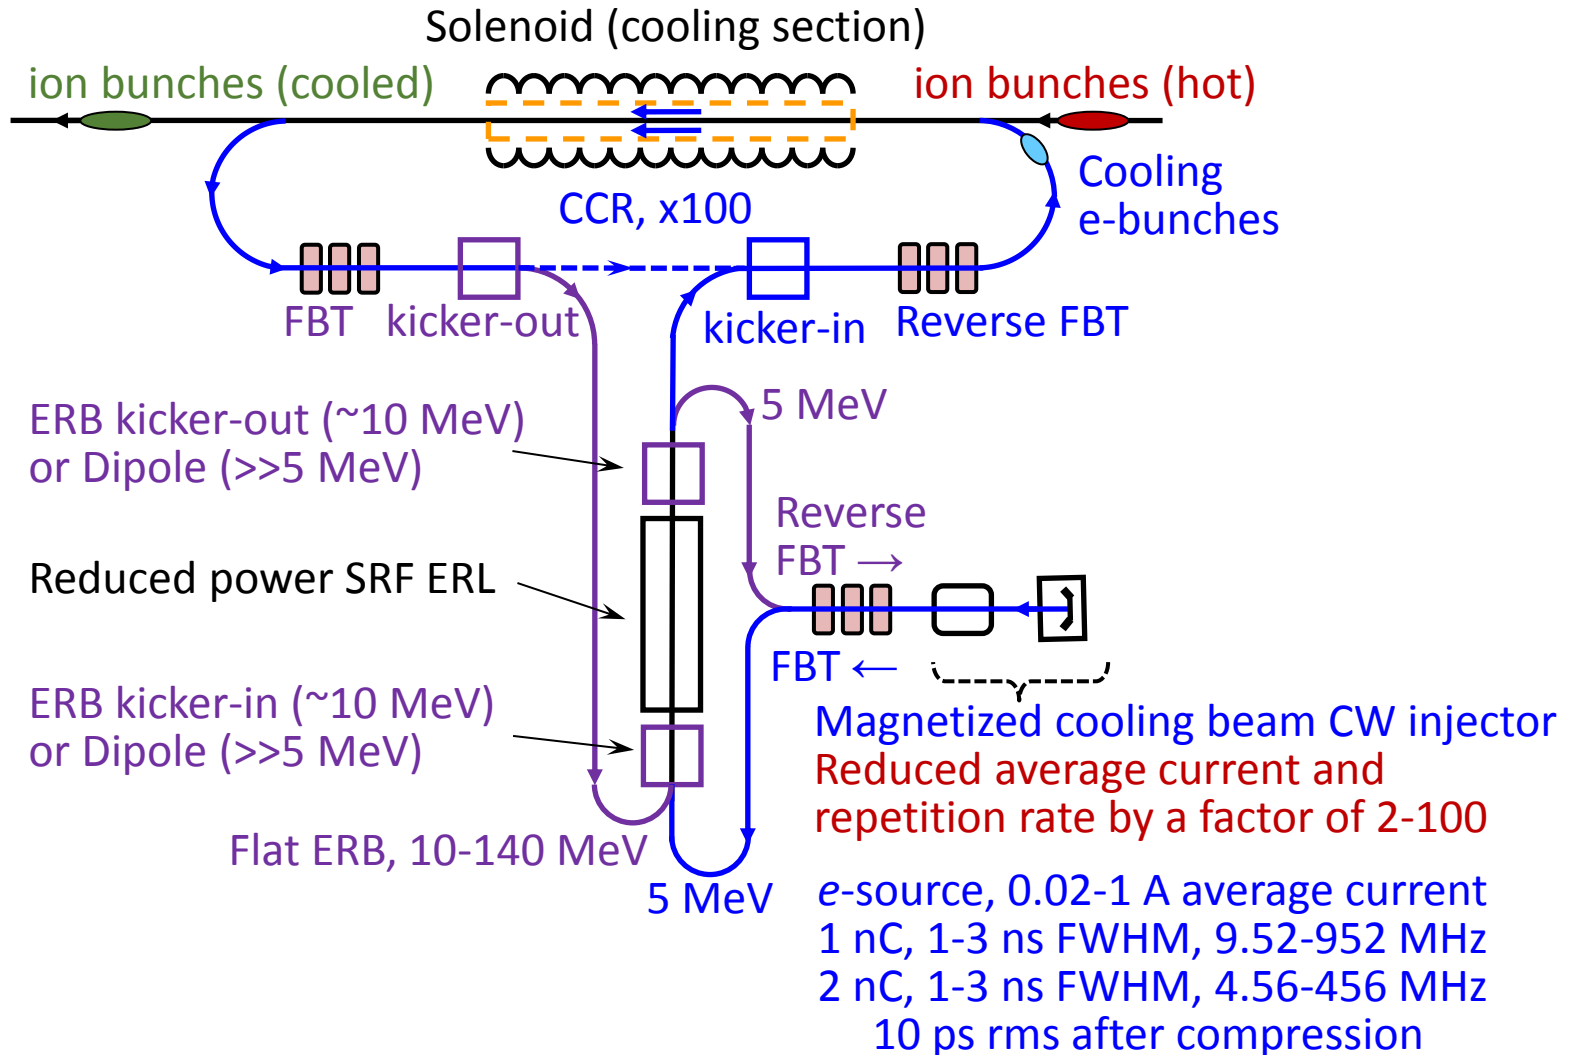 Solenoid (cooling section)
ion bunches (cooled)
ion bunches (hot)
Cooling
e-bunches
CCR, x100
FBT
kicker-out
kicker-in
Reverse FBT
5 MeV
ERB kicker-out (~10 MeV)
or Dipole (>>5 MeV)
Reverse
FBT →
Reduced power SRF ERL
FBT ←
ERB kicker-in (~10 MeV)
or Dipole (>>5 MeV)
Magnetized cooling beam CW injector
Reduced average current and
repetition rate by a factor of 2-100
Flat ERB, 10-140 MeV
5 MeV
e-source, 0.02-1 A average current
1 nC, 1-3 ns FWHM, 9.52-952 MHz
2 nC, 1-3 ns FWHM, 4.56-456 MHz
10 ps rms after compression